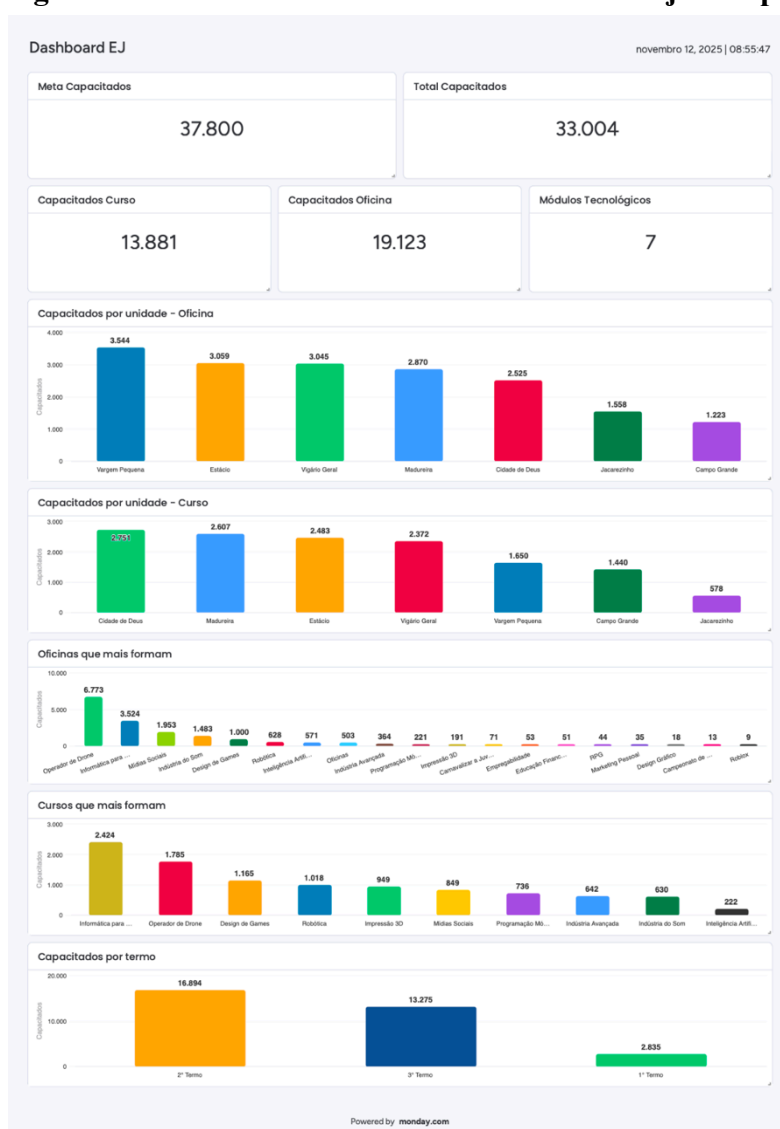 Dashboard EJ
novembro 12, 2025 | 08:55:47
Meta Capacitados
Total Capacitados
37.800
33.004
Capacitados Curso
Capacitados Oficina
Módulos Tecnológicos
13.881
19.123
7
Capacitados por unidade - Oficina
Capacitados
4.000
3.000
2.000
1.000
0
3.544
3.059
3.045
2.870
2.525
1.558
1.223
Vargem Pequena
Estácio
Vigário Geral
Madureira
Cidade de Deus
Jacarezinho
Campo Grande
Capacitados por unidade - Curso
Capacitados
3.000
2.000
1.000
0
2.751
2.607
2.483
2.372
1.650
1.440
578
Cidade de Deus
Madureira
Estácio
Vigário Geral
Vargem Pequena
Campo Grande
Jacarezinho
Oficinas que mais formam
Capacitados
10.000
5.000
0
6.773
3.524
1.953
1.483
1.000
628
571
503
364
221
191
71
53
51
44
35
18
13
9
Operador de Drone
Informática para ...
Mídias Sociais
Indústria do Som
Design de Games
Robótica
Inteligência Artifi...
Oficinas
Indústria Avançada
Programação Mó...
Impressão 3D
Carnavalizar a Juv...
Empregabilidade
Educação Financ...
RPG
Marketing Pessoal
Design Gráfico
Campeonato de ...
Roblox
Cursos que mais formam
Capacitados
3.000
2.000
1.000
0
2.424
1.785
1.165
1.018
949
849
736
642
630
222
Informática para ...
Operador de Drone
Design de Games
Robótica
Impressão 3D
Mídias Sociais
Programação Mó...
Indústria Avançada
Indústria do Som
Inteligência Artifi...
Capacitados por termo
Capacitados
20.000
10.000
0
16.894
13.275
2.835
2° Termo
3° Termo
1° Termo
Powered by monday.com